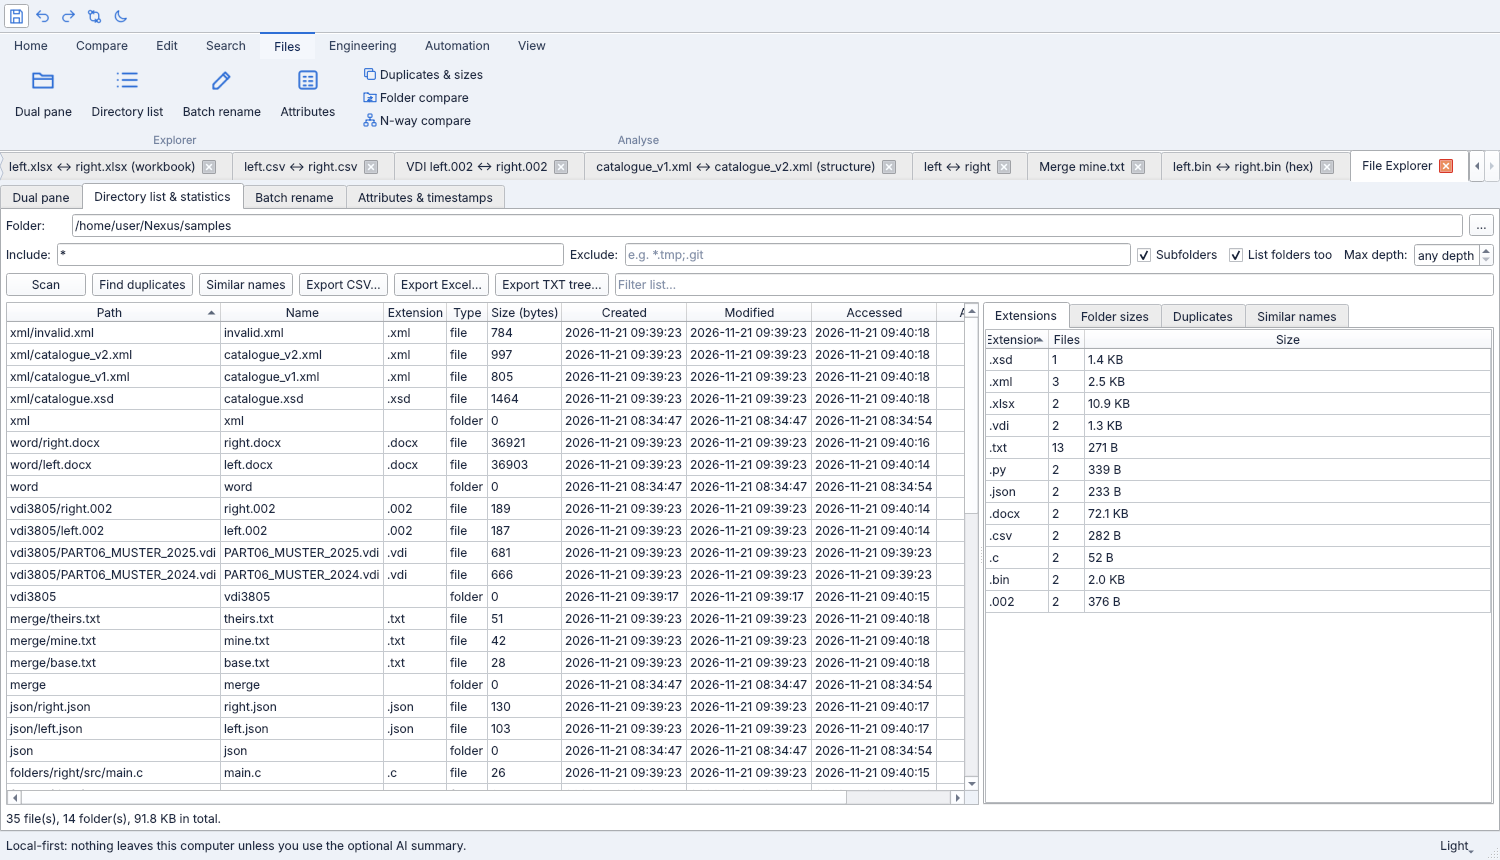 Home Compare Edit Search Files Engineering Automation View
Dual pane Directory list Batch rename Attributes
Duplicates & sizes
Folder compare
N-way compare
Explorer Analyse
left.xlsx ↔ right.xlsx (workbook) left.csv ↔ right.csv VDI left.002 ↔ right.002 catalogue_v1.xml ↔ catalogue_v2.xml (structure) left ↔ right Merge mine.txt left.bin ↔ right.bin (hex) File Explorer
Dual pane Directory list & statistics Batch rename Attributes & timestamps
Folder: /home/user/Nexus/samples ...
Include: * Exclude: e.g. *.tmp;.git Subfolders List folders too Max depth: any depth
Scan Find duplicates Similar names Export CSV... Export Excel... Export TXT tree... Filter list...
Path Name Extension Type Size (bytes) Created Modified Accessed
xml/invalid.xml invalid.xml .xml file 784 2026-11-21 09:39:23 2026-11-21 09:39:23 2026-11-21 09:40:18
xml/catalogue_v2.xml catalogue_v2.xml .xml file 997 2026-11-21 09:39:23 2026-11-21 09:39:23 2026-11-21 09:40:18
xml/catalogue_v1.xml catalogue_v1.xml .xml file 805 2026-11-21 09:39:23 2026-11-21 09:39:23 2026-11-21 09:40:18
xml/catalogue.xsd catalogue.xsd .xsd file 1464 2026-11-21 09:39:23 2026-11-21 09:39:23 2026-11-21 09:40:18
xml xml folder 0 2026-11-21 08:34:47 2026-11-21 08:34:47 2026-11-21 08:34:54
word/right.docx right.docx .docx file 36921 2026-11-21 09:39:23 2026-11-21 09:39:23 2026-11-21 09:40:16
word/left.docx left.docx .docx file 36903 2026-11-21 09:39:23 2026-11-21 09:39:23 2026-11-21 09:40:14
word word folder 0 2026-11-21 08:34:47 2026-11-21 08:34:47 2026-11-21 08:34:54
vdi3805/right.002 right.002 .002 file 189 2026-11-21 09:39:23 2026-11-21 09:39:23 2026-11-21 09:40:14
vdi3805/left.002 left.002 .002 file 187 2026-11-21 09:39:23 2026-11-21 09:39:23 2026-11-21 09:40:14
vdi3805/PART06_MUSTER_2025.vdi PART06_MUSTER_2025.vdi .vdi file 681 2026-11-21 09:39:23 2026-11-21 09:39:23 2026-11-21 09:39:23
vdi3805/PART06_MUSTER_2024.vdi PART06_MUSTER_2024.vdi .vdi file 666 2026-11-21 09:39:23 2026-11-21 09:39:23 2026-11-21 09:39:23
vdi3805 vdi3805 folder 0 2026-11-21 09:39:17 2026-11-21 09:39:17 2026-11-21 09:40:15
merge/theirs.txt theirs.txt .txt file 51 2026-11-21 09:39:23 2026-11-21 09:39:23 2026-11-21 09:40:18
merge/mine.txt mine.txt .txt file 42 2026-11-21 09:39:23 2026-11-21 09:39:23 2026-11-21 09:40:18
merge/base.txt base.txt .txt file 28 2026-11-21 09:39:23 2026-11-21 09:39:23 2026-11-21 09:40:18
merge merge folder 0 2026-11-21 08:34:47 2026-11-21 08:34:47 2026-11-21 08:34:54
json/right.json right.json .json file 130 2026-11-21 09:39:23 2026-11-21 09:39:23 2026-11-21 09:40:17
json/left.json left.json .json file 103 2026-11-21 09:39:23 2026-11-21 09:39:23 2026-11-21 09:40:17
json json folder 0 2026-11-21 08:34:47 2026-11-21 08:34:47 2026-11-21 08:34:54
folders/right/src/main.c main.c .c file 26 2026-11-21 09:39:23 2026-11-21 09:39:23 2026-11-21 09:40:15
Extensions Folder sizes Duplicates Similar names
Extension Files Size
.xsd 1 1.4 KB
.xml 3 2.5 KB
.xlsx 2 10.9 KB
.vdi 2 1.3 KB
.txt 13 271 B
.py 2 339 B
.json 2 233 B
.docx 2 72.1 KB
.csv 2 282 B
.c 2 52 B
.bin 2 2.0 KB
.002 2 376 B
35 file(s), 14 folder(s), 91.8 KB in total.
Local-first: nothing leaves this computer unless you use the optional AI summary. Light